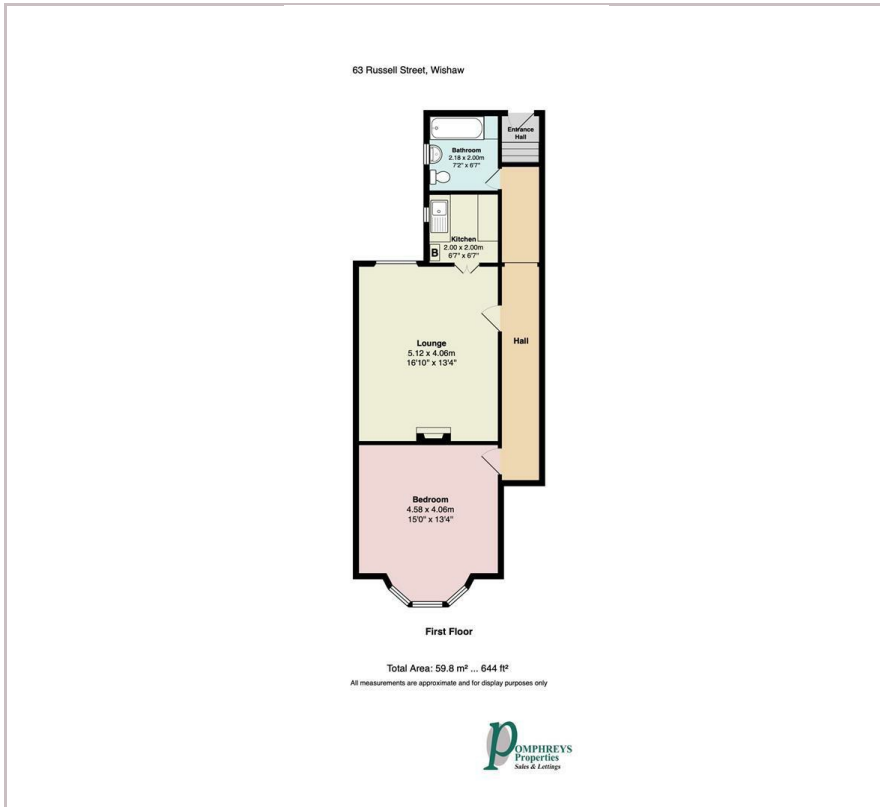 63 Russell Street, Wishaw
Entrance
Hall
Bathroom
2.18 x 2.00m
7'2" x 6'7"
Kitchen
2.00 x 2.00m
6'7" x 6'7"
B
Lounge
5.12 x 4.06m
16'10" x 13'4"
Hall
Bedroom
4.58 x 4.06m
15'0" x 13'4"
First Floor
Total Area: 59.8 m² ... 644 ft²
All measurements are approximate and for display purposes only
POMPHREYS
Properties
Sales & Lettings